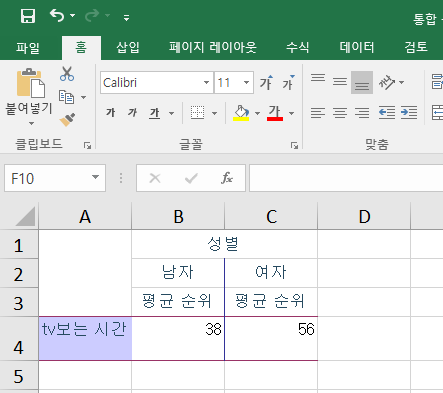 통합
파일 홈 삽입 페이지 레이아웃 수식 데이터 검토
붙여넣기 Calibri 11 가 가
가 가 가 가
클립보드 글꼴 맞춤
F10 fx
A B C D
1 성별
2 남자 여자
3 평균 순위 평균 순위
4 tv보는 시간 38 56
5